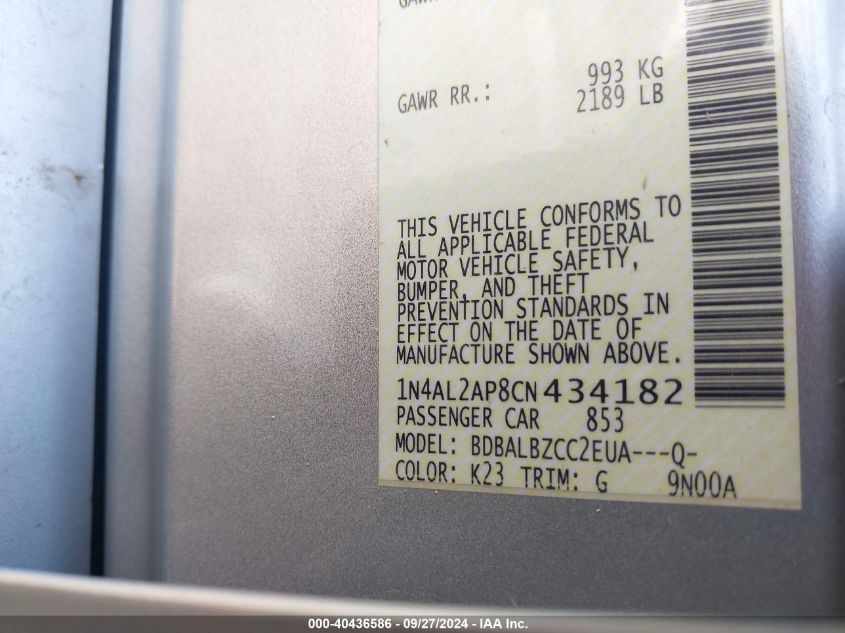 GAWR
993 KG
GAWR RR.: 2189 LB
THIS VEHICLE CONFORMS TO
ALL APPLICABLE FEDERAL
MOTOR VEHICLE SAFETY,
BUMPER, AND THEFT
PREVENTION STANDARDS IN
EFFECT ON THE DATE OF
MANUFACTURE SHOWN ABOVE.
1N4AL2AP8CN434182
PASSENGER CAR 853
MODEL: BDBALBZCC2EUA---Q-
COLOR: K23 TRIM: G 9N00A
000-40436586 - 09/27/2024 - IAA Inc.